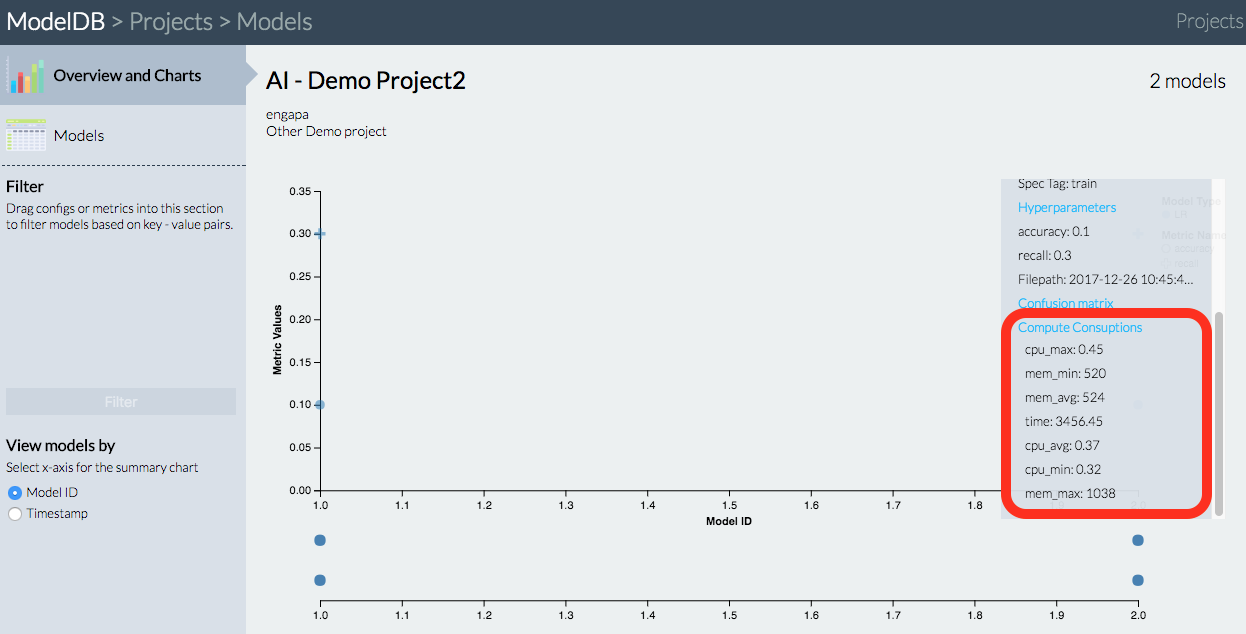 ModelDB > Projects > Models
Projects
Overview and Charts
Models
Filter
Drag configs or metrics into this section
to filter models based on key - value pairs.
Filter
View models by
Select x-axis for the summary chart
Model ID
Timestamp
AI - Demo Project2
2 models
engapa
Other Demo project
0.35
0.30
0.25
0.20
0.15
0.10
0.05
0.00
Metric Values
1.0 1.1 1.2 1.3 1.4 1.5 1.6 1.7 1.8 2.0
Model ID
1.0 1.1 1.2 1.3 1.4 1.5 1.6 1.7 1.8 1.9 2.0
Spec Tag: train
Hyperparameters
accuracy: 0.1
recall: 0.3
Filepath: 2017-12-26 10:45:4...
Confusion matrix
Compute Consuptions
cpu_max: 0.45
mem_min: 520
mem_avg: 524
time: 3456.45
cpu_avg: 0.37
cpu_min: 0.32
mem_max: 1038
Model Type
LR
Metric Name
accuracy
recall